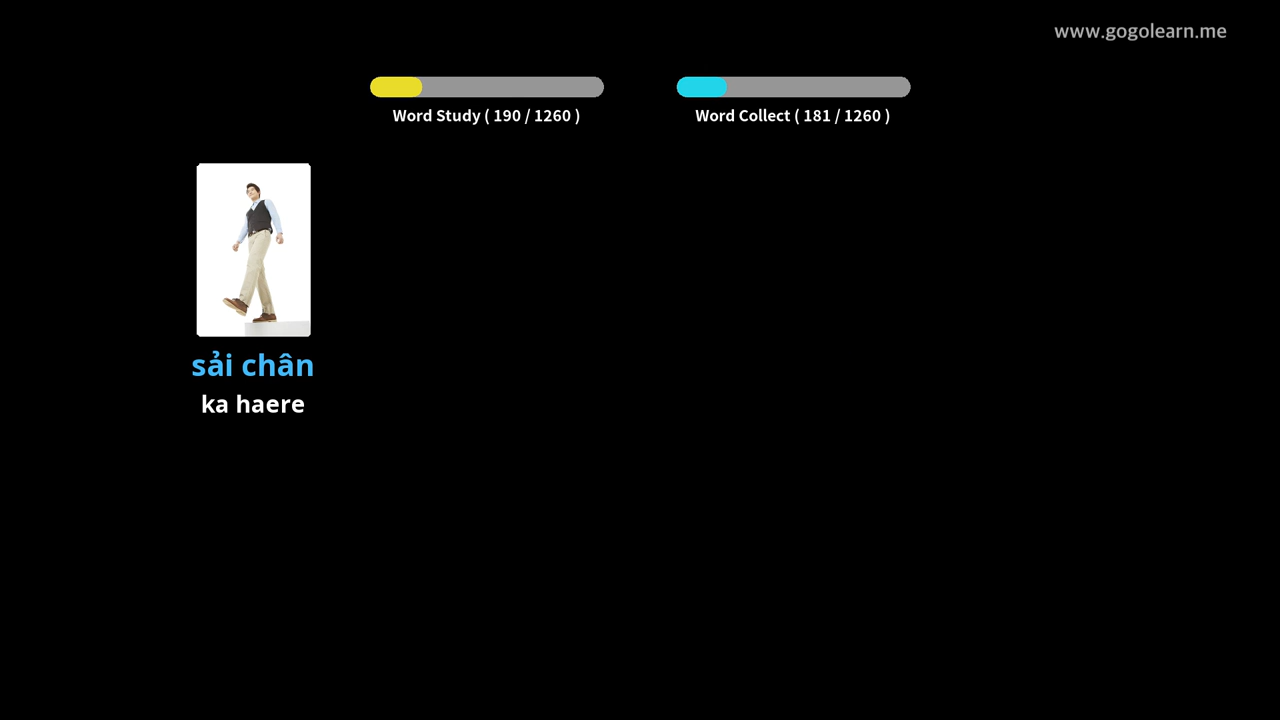 www.gogolearn.me
Word Study ( 190 / 1260 )
Word Collect ( 181 / 1260 )
sải chân
ka haere